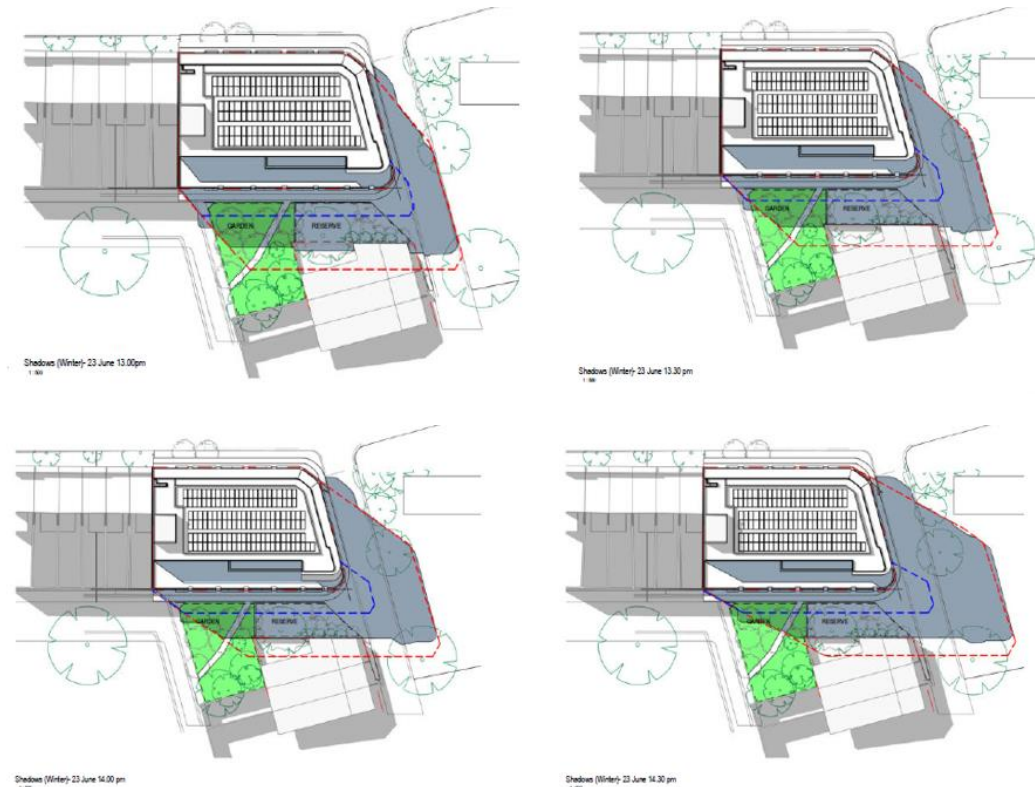 GARDEN
RESERVE
Shadows (Winter)- 23 June 13.00pm
GARDEN
RESERVE
Shadows (Winter)- 23 June 13.30 pm
GARDEN
RESERVE
Shadows (Winter)- 23 June 14.00 pm
GARDEN
RESERVE
Shadows (Winter)- 23 June 14.30 pm